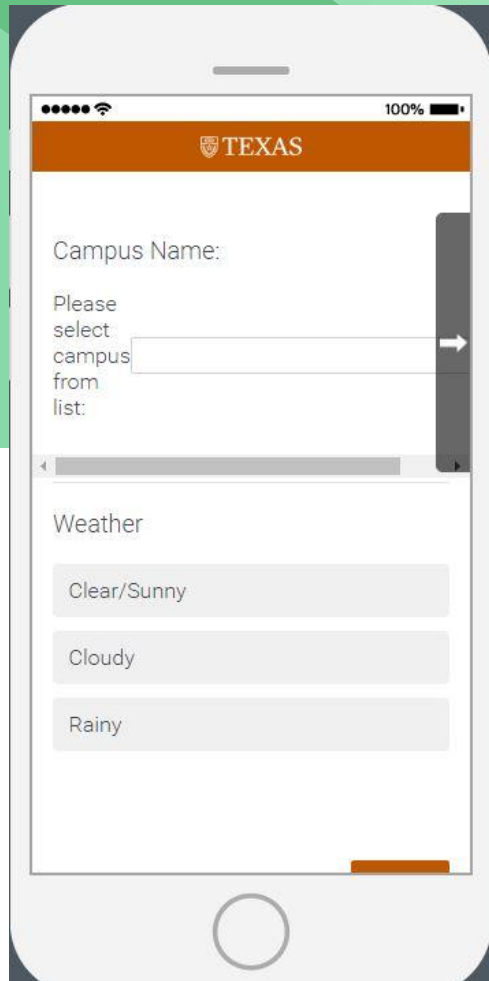 100%
TEXAS
Campus Name:
Please
select
campus
from
list:
Weather
Clear/Sunny
Cloudy
Rainy